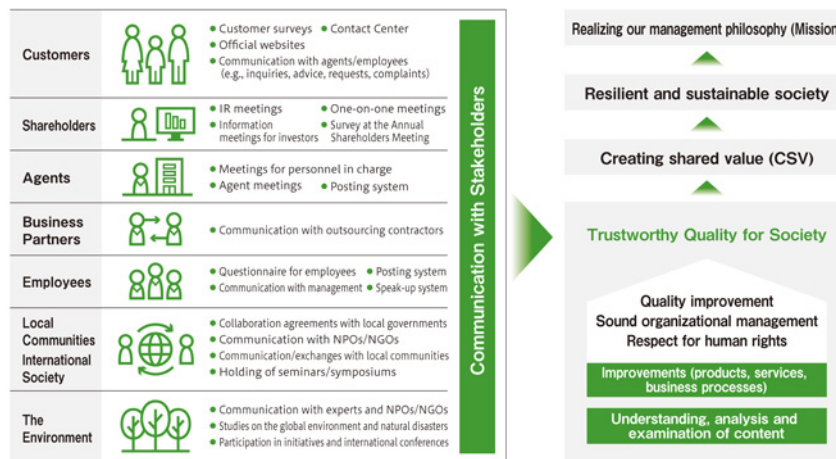 Customers
● Customer surveys ● Contact Center
● Official websites
● Communication with agents/employees
(e.g., inquiries, advice, requests, complaints)
Shareholders
● IR meetings ● One-on-one meetings
● Information meetings for investors ● Survey at the Annual Shareholders Meeting
Agents
● Meetings for personnel in charge
● Agent meetings ● Posting system
Business
Partners
● Communication with outsourcing contractors
Employees
● Questionnaire for employees ● Posting system
● Communication with management ● Speak-up system
Local
Communities
International
Society
● Collaboration agreements with local governments
● Communication with NPOs/NGOs
● Communication/exchanges with local communities
● Holding of seminars/symposiums
The
Environment
● Communication with experts and NPOs/NGOs
● Studies on the global environment and natural disasters
● Participation in initiatives and international conferences
Communication with Stakeholders
Realizing our management philosophy (Mission
Resilient and sustainable society
Creating shared value (CSV)
Trustworthy Quality for Society
Quality improvement
Sound organizational management
Respect for human rights
Improvements (products, services,
business processes)
Understanding, analysis and
examination of content